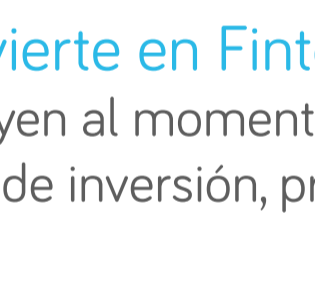 vierte en Fint
yen al moment
de inversión, pr